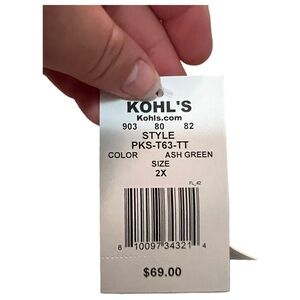 KOHL'S
Kohls.com
903 80 82
STYLE
PKS-T63-TT
COLOR ASH GREEN
SIZE
2X
FL_42
8 10097 34321 4
$69.00